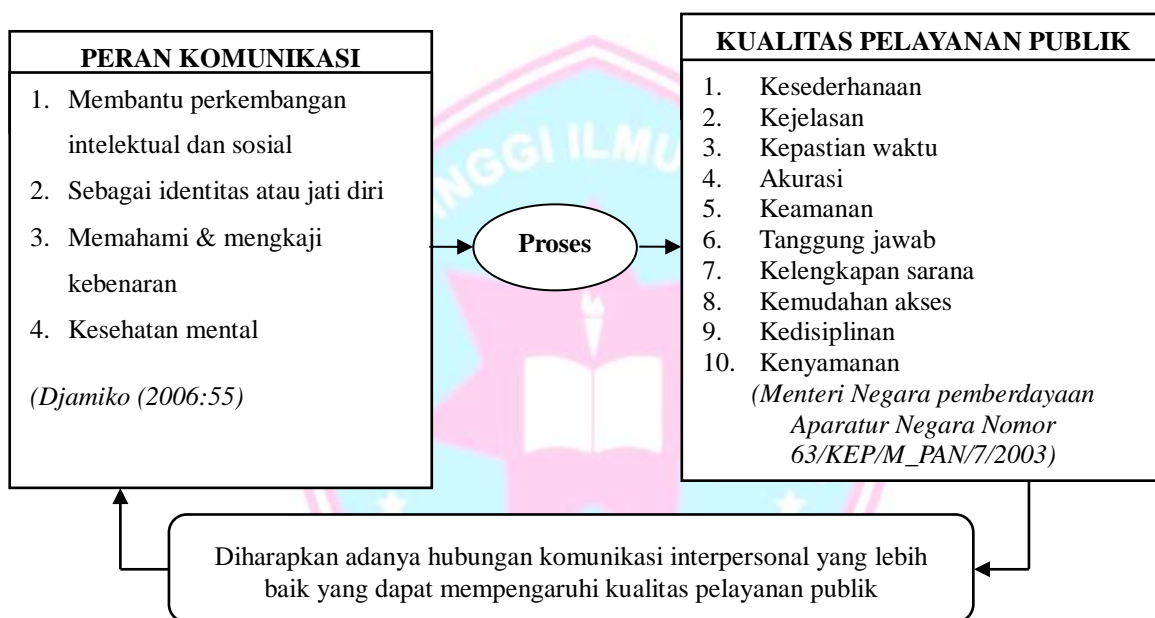 PERAN KOMUNIKASI
1. Membantu perkembangan
intelektual dan sosial
2. Sebagai identitas atau jati diri
3. Memahami & mengkaji
kebenaran
4. Kesehatan mental
(Djamiko (2006:55)
Proses
KUALITAS PELAYANAN PUBLIK
1. Kesederhanaan
2. Kejelasan
3. Kepastian waktu
4. Akurasi
5. Keamanan
6. Tanggung jawab
7. Kelengkapan sarana
8. Kemudahan akses
9. Kedisiplinan
10. Kenyamanan
(Menteri Negara pemberdayaan
Aparatur Negara Nomor
63/KEP/M_PAN/7/2003)
Diharapkan adanya hubungan komunikasi interpersonal yang lebih
baik yang dapat mempengaruhi kualitas pelayanan publik
INGGI ILMU